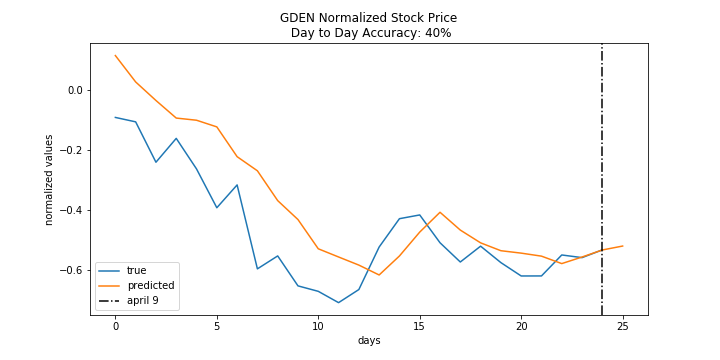 GDEN Normalized Stock Price
Day to Day Accuracy: 40%
normalized values
0.0
−0.2
−0.4
−0.6
true
predicted
april 9
0
5
10
15
20
25
days